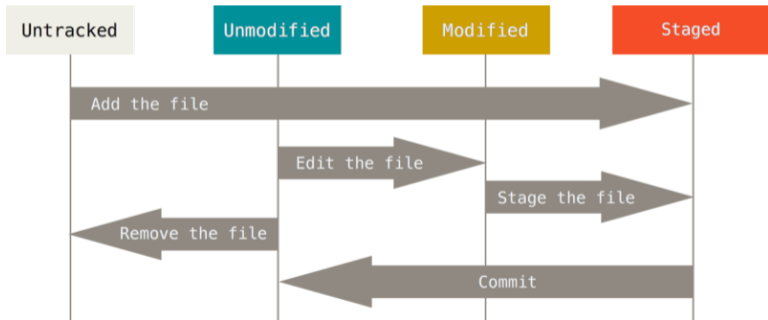 Untracked
Unmodified
Modified
Staged
Add the file
Edit the file
Stage the file
Remove the file
Commit